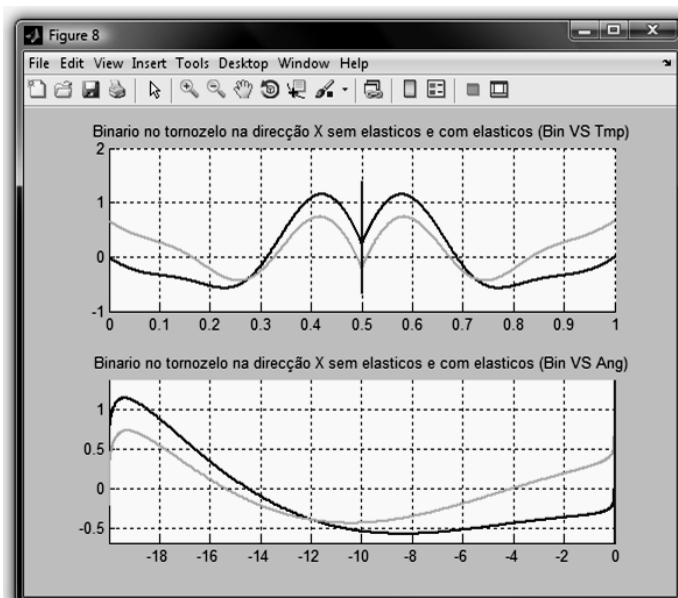 Figure 8
File Edit View Insert Tools Desktop Window Help
Binario no tornozelo na direcção X sem elasticos e com elasticos (Bin VS Tmp)
2
1
0
-1
0 0.1 0.2 0.3 0.4 0.5 0.6 0.7 0.8 0.9 1
Binario no tornozelo na direcção X sem elasticos e com elasticos (Bin VS Ang)
1
0.5
0
-0.5
-18 -16 -14 -12 -10 -8 -6 -4 -2 0